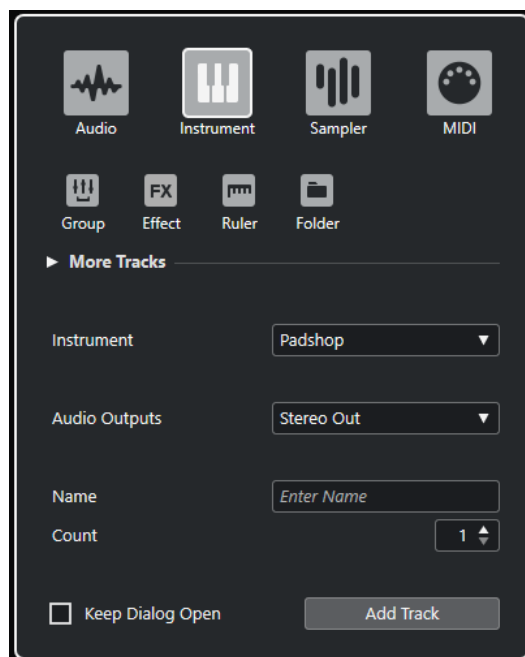 Audio Instrument Sampler MIDI
FX
Group Effect Ruler Folder
More Tracks
Instrument Padshop
Audio Outputs Stereo Out
Name Enter Name
Count 1
Keep Dialog Open Add Track